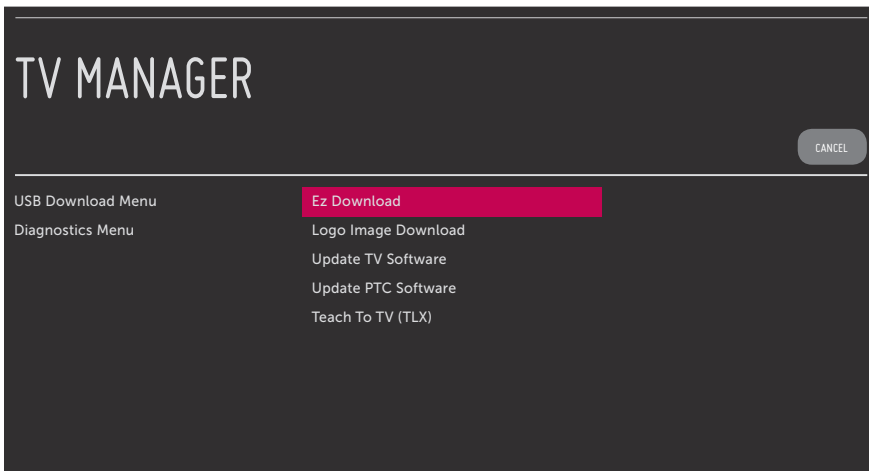 TV MANAGER
CANCEL
USB Download Menu
Diagnostics Menu
Ez Download
Logo Image Download
Update TV Software
Update PTC Software
Teach To TV (TLX)